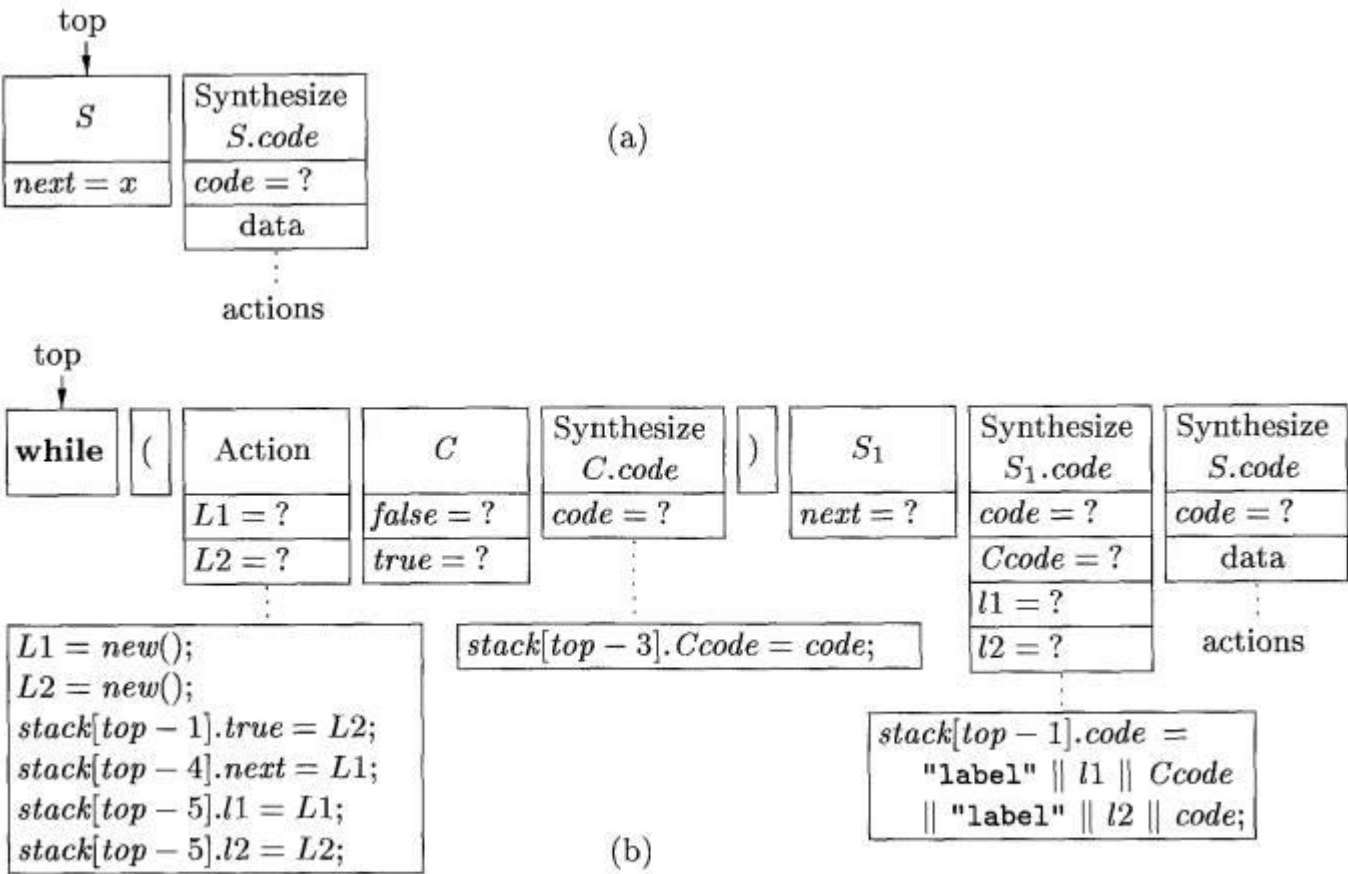 top
S
Synthesize
S.code
(a)
next = x
code = ?
data
actions
top
while
(
Action
C
Synthesize
C.code
)
S₁
Synthesize
S₁.code
Synthesize
S.code
L1 = ?
false = ?
code = ?
next = ?
code = ?
code = ?
L2 = ?
true = ?
Ccode = ?
data
l1 = ?
l2 = ?
actions
L1 = new();
L2 = new();
stack[top − 1].true = L2;
stack[top − 4].next = L1;
stack[top − 5].l1 = L1;
stack[top − 5].l2 = L2;
stack[top − 3].Ccode = code;
stack[top − 1].code =
"label" || l1 || Ccode
|| "label" || l2 || code;
(b)